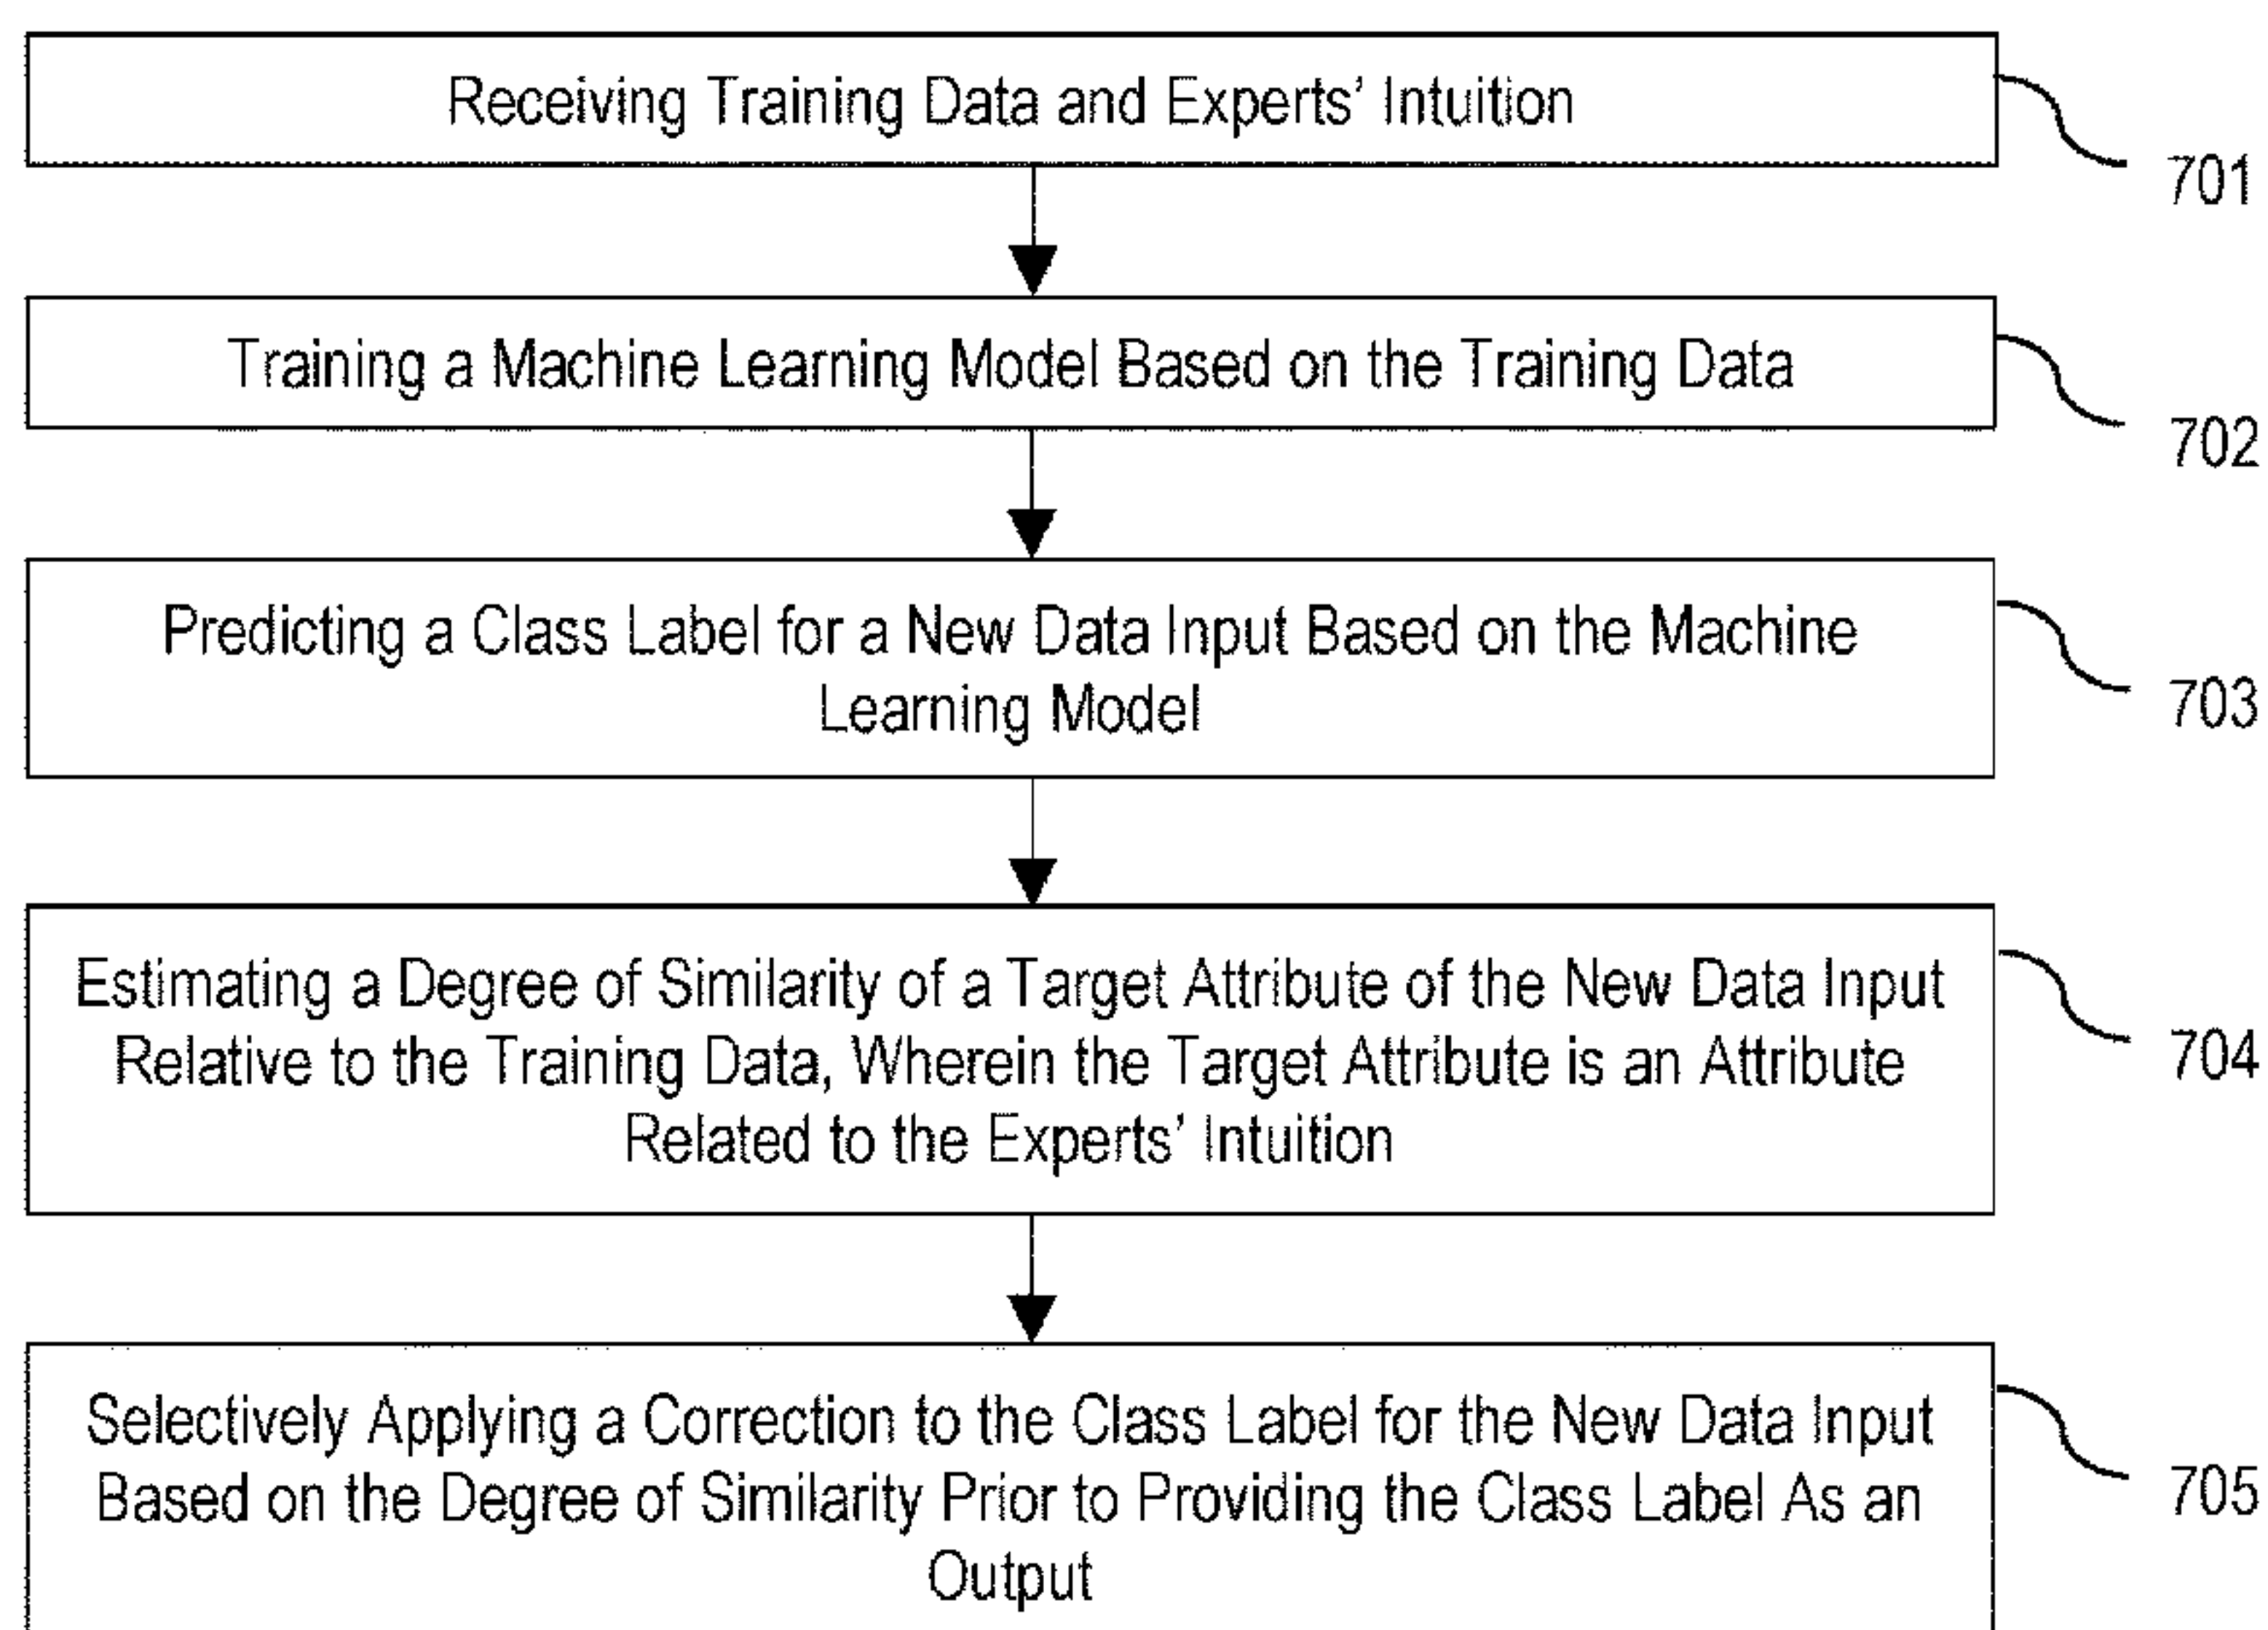 Receiving Training Data and Experts' Intuition
701
Training a Machine Learning Model Based on the Training Data
702
Predicting a Class Label for a New Data Input Based on the Machine
Learning Model
703
Estimating a Degree of Similarity of a Target Attribute of the New Data Input
Relative to the Training Data, Wherein the Target Attribute is an Attribute
Related to the Experts' Intuition
704
Selectively Applying a Correction to the Class Label for the New Data Input
Based on the Degree of Similarity Prior to Providing the Class Label As an
Output
705